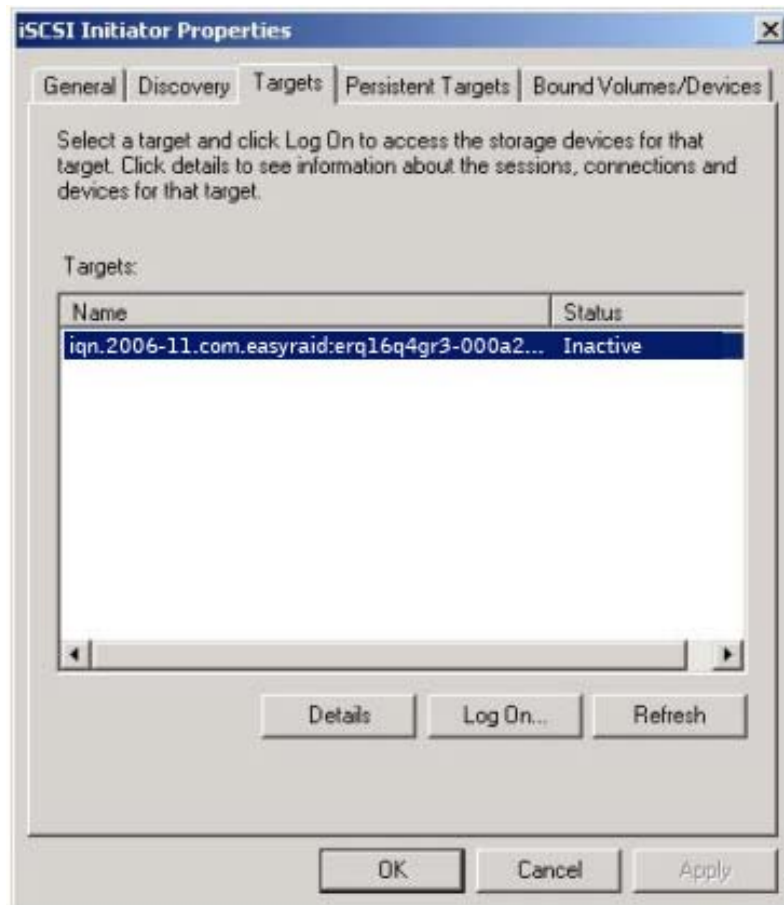 iSCSI Initiator Properties
General Discovery Targets Persistent Targets Bound Volumes/Devices
Select a target and click Log On to access the storage devices for that
target. Click details to see information about the sessions, connections and
devices for that target.
Targets:
Name Status
iqn.2006-11.com.easyraid:erq16q4gr3-000a2... Inactive
Details Log On... Refresh
OK Cancel Apply